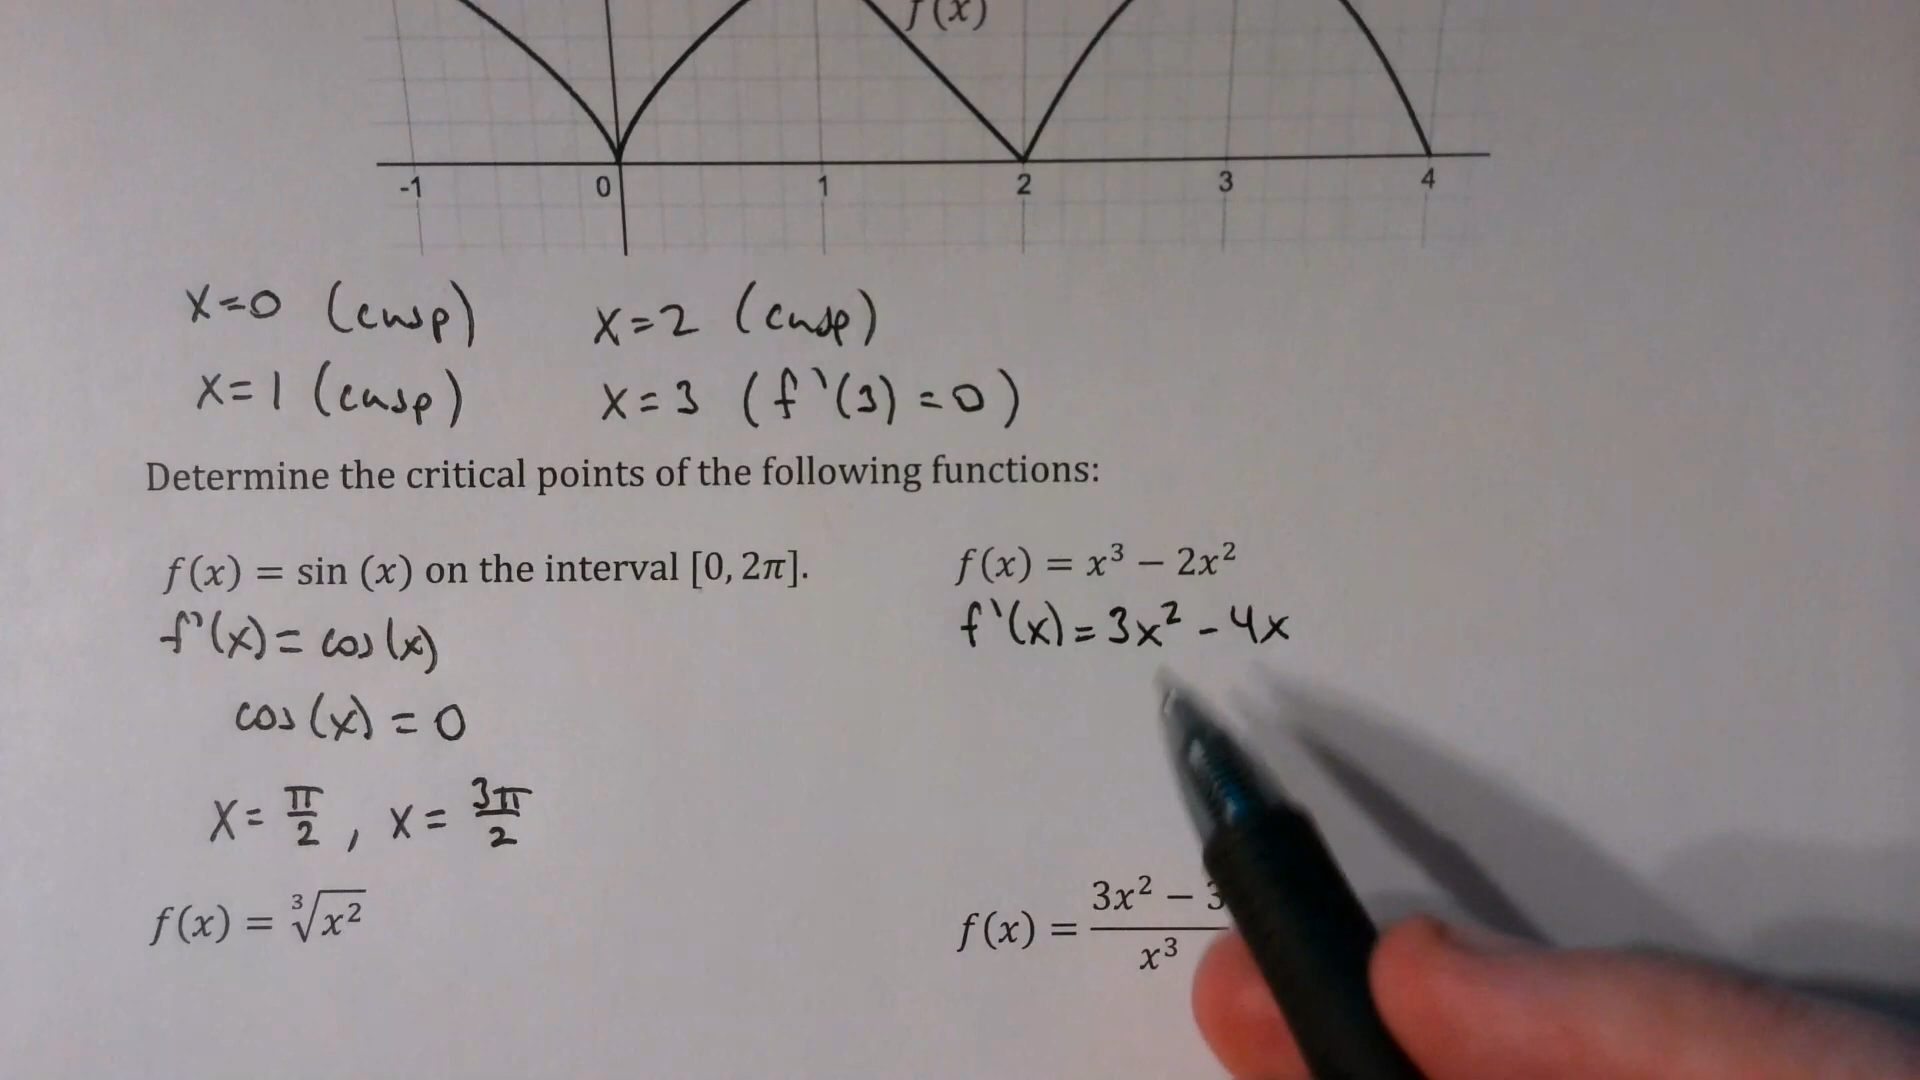 f(x)
-1 0 1 2 3 4
x=0 (cusp) x=2 (cusp)
x=1 (cusp) x=3 (f'(3)=0)
Determine the critical points of the following functions:
f(x) = sin (x) on the interval [0, 2π]. f(x) = x³ − 2x²
f'(x) = cos(x) f'(x) = 3x² - 4x
cos(x) = 0
x = π/2, x = 3π/2
f(x) = ∛x² f(x) = 3x² − 3 / x³